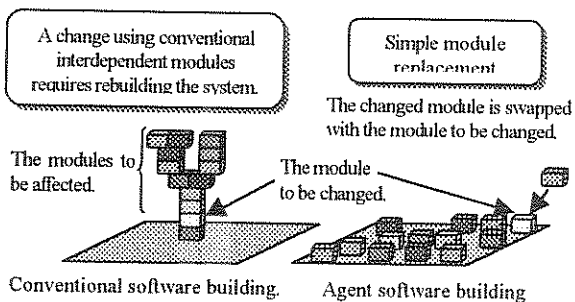 A change using conventional
interdependent modules
requires rebuilding the system.
Simple module
replacement
The changed module is swapped
with the module to be changed.
The modules to
be affected.
The module
to be changed.
Conventional software building.
Agent software building